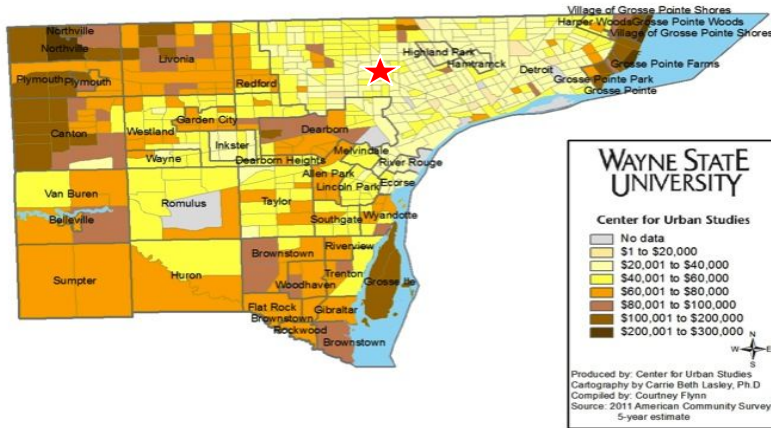 Village of Grosse Pointe Shores
Harper Woods Grosse Pointe Woods
Village of Grosse Pointe Shores
Northville
Northville
Livonia
Highland Park
Hamtramck
Detroit
Grosse Pointe Farms
Plymouth
Plymouth
Redford
Grosse Pointe Park
Grosse Pointe
Canton
Westland
Garden City
Dearborn
Inkster
Wayne
Dearborn Heights
Melvindale
River Rouge
Allen Park
Ecorse
Lincoln Park
Van Buren
Romulus
Taylor
Belleville
Southgate
Wyandotte
Sumpter
Huron
Brownstown
Riverview
Trenton
Woodhaven
Grosse Ile
Flat Rock
Gibraltar
Brownstown
Rockwood
Brownstown
WAYNE STATE
UNIVERSITY
Center for Urban Studies
No data
$1 to $20,000
$20,001 to $40,000
$40,001 to $60,000
$60,001 to $80,000
$80,001 to $100,000
$100,001 to $200,000
$200,001 to $300,000
N
W E
S
Produced by: Center for Urban Studies
Cartography by Carrie Beth Lasley, Ph.D
Compiled by: Courtney Flynn
Source: 2011 American Community Survey
5-year estimate